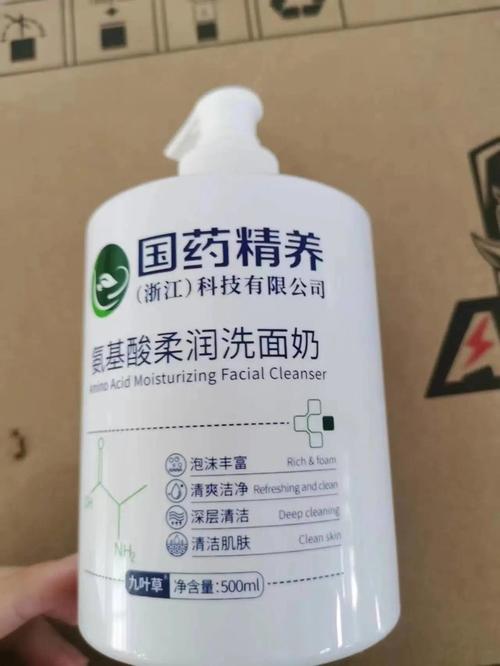 国药精养
（浙江）科技有限公司
氨基酸柔润洗面奶
Amino Acid Moisturizing Facial Cleanser
泡沫丰富 Rich & foam
清爽洁净 Refreshing and clean
深层清洁 Deep cleaning
清洁肌肤 Clean skin
O
OH
NH₂
九叶草 净含量:500ml